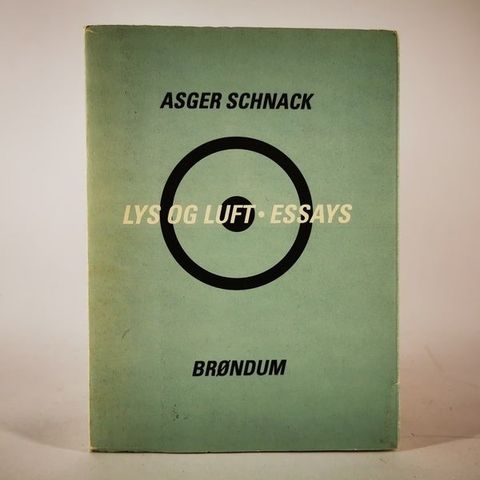 ASGER SCHNACK
LYS OG LUFT • ESSAYS
BRØNDUM